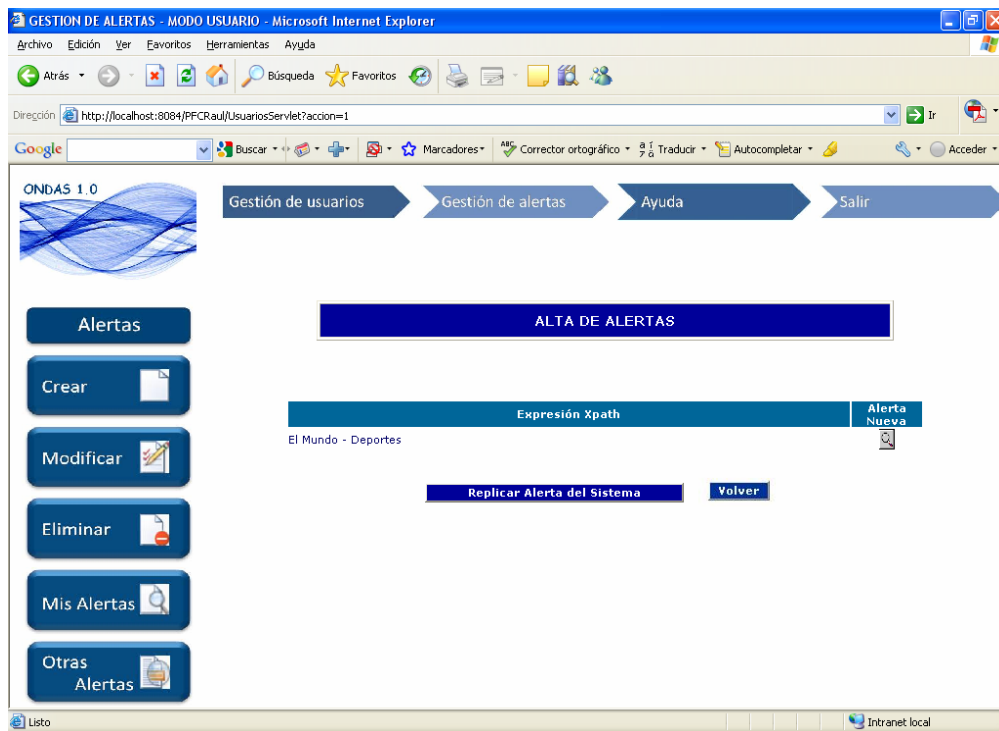 GESTION DE ALERTAS - MODO USUARIO - Microsoft Internet Explorer
Archivo Edición Ver Favoritos Herramientas Ayuda
Atrás Búsqueda Favoritos
Dirección http://localhost:8084/PFCRaul/UsuariosServlet?accion=1 Ir
Google Buscar Marcadores ABC Corrector ortográfico Traducir Autocompletar Acceder
ONDAS 1.0
Gestión de usuarios Gestión de alertas Ayuda Salir
Alertas
ALTA DE ALERTAS
Crear
Expresión Xpath Alerta Nueva
El Mundo - Deportes
Modificar
Replicar Alerta del Sistema Volver
Eliminar
Mis Alertas
Otras
Alertas
Listo Intranet local